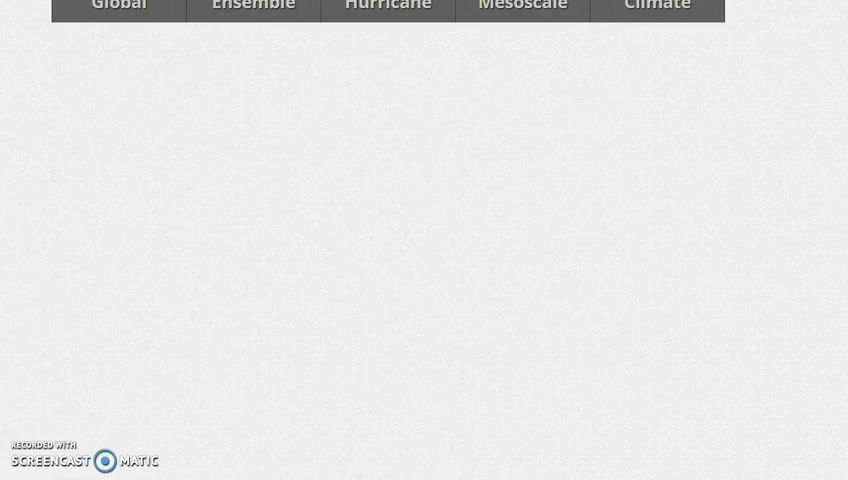 Global Ensemble Hurricane Mesoscale Climate
RECORDED WITH
SCREENCAST MATIC